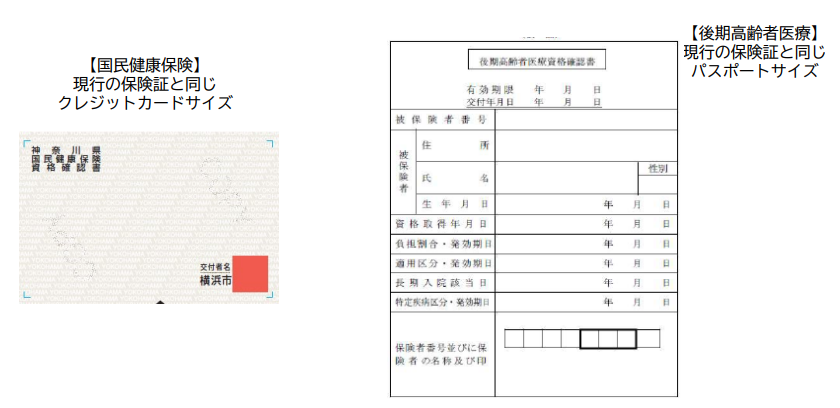 【国民健康保険】
現行の保険証と同じ
クレジットカードサイズ
神奈川県
国民健康保険
資格確認書
交付者名
横浜市
【後期高齢者医療】
現行の保険証と同じ
パスポートサイズ
後期高齢者医療資格確認書
有効期限 年 月 日
交付年月日 年 月 日
被保険者番号
被保険者
住所
氏名
性別
生年月日 年 月 日
資格取得年月日 年 月 日
負担割合・発効期日 年 月 日
適用区分・発効期日 年 月 日
長期入院該当日 年 月 日
特定疾病区分・発効期日 年 月 日
保険者番号並びに保
険者の名称及び印